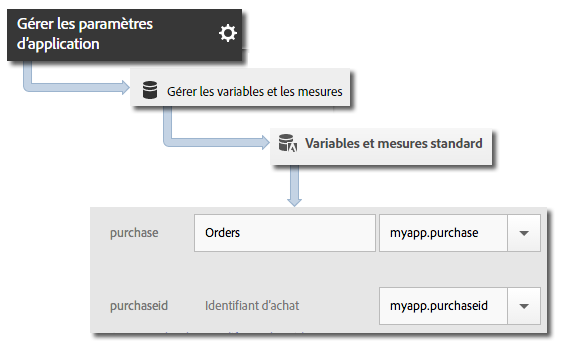 Gérer les paramètres
d'application
Gérer les variables et les mesures
Variables et mesures standard
purchase Orders myapp.purchase
purchaseid Identifiant d'achat myapp.purchaseid